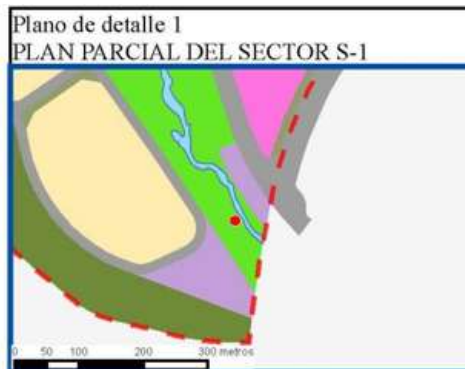 Plano de detalle 1
PLAN PARCIAL DEL SECTOR S-1
0 50 100 200 300 metros